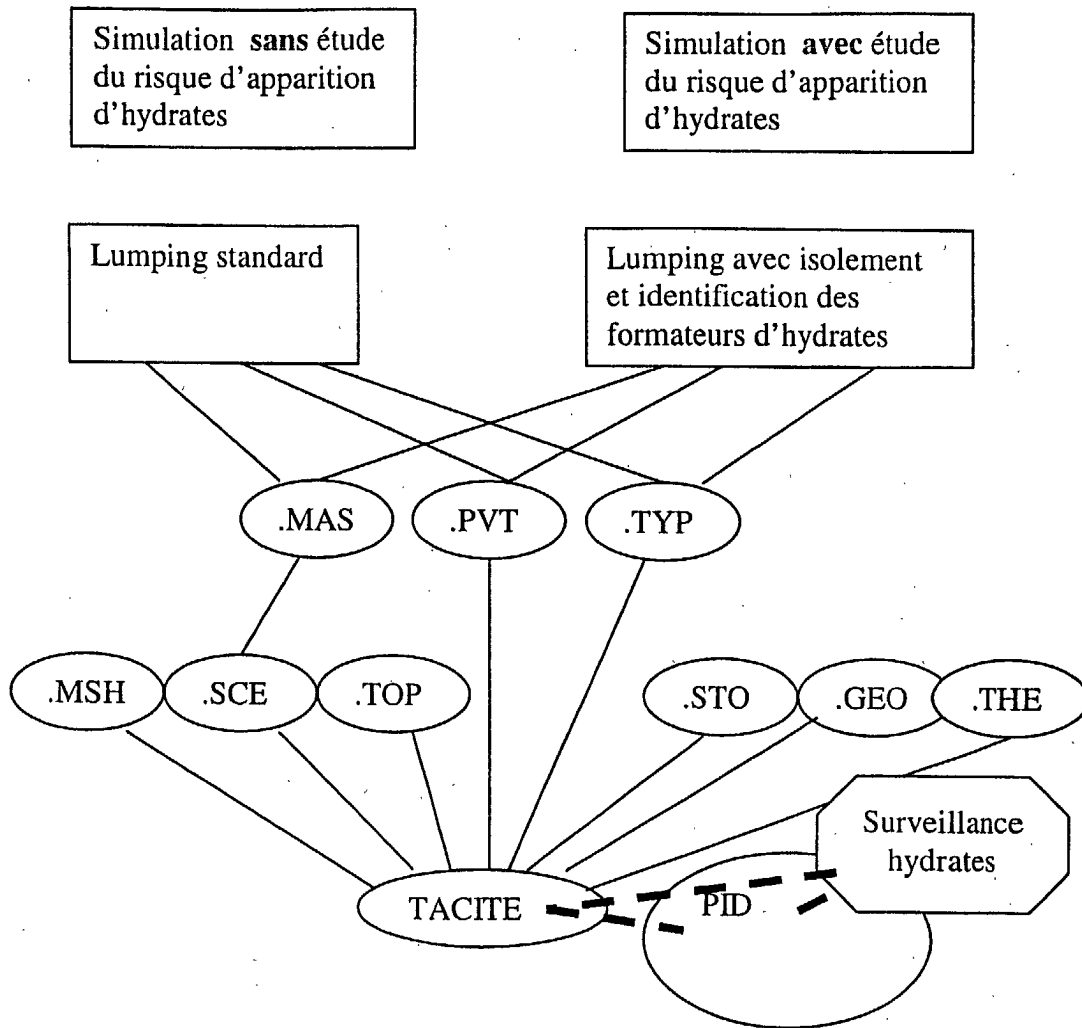 Simulation sans étude
du risque d'apparition
d'hydrates
Simulation avec étude
du risque d'apparition
d'hydrates
Lumping standard
Lumping avec isolement
et identification des
formateurs d'hydrates
.MAS
.PVT
.TYP
.MSH
.SCE
.TOP
.STO
.GEO
.THE
Surveillance
hydrates
TACITE
PID